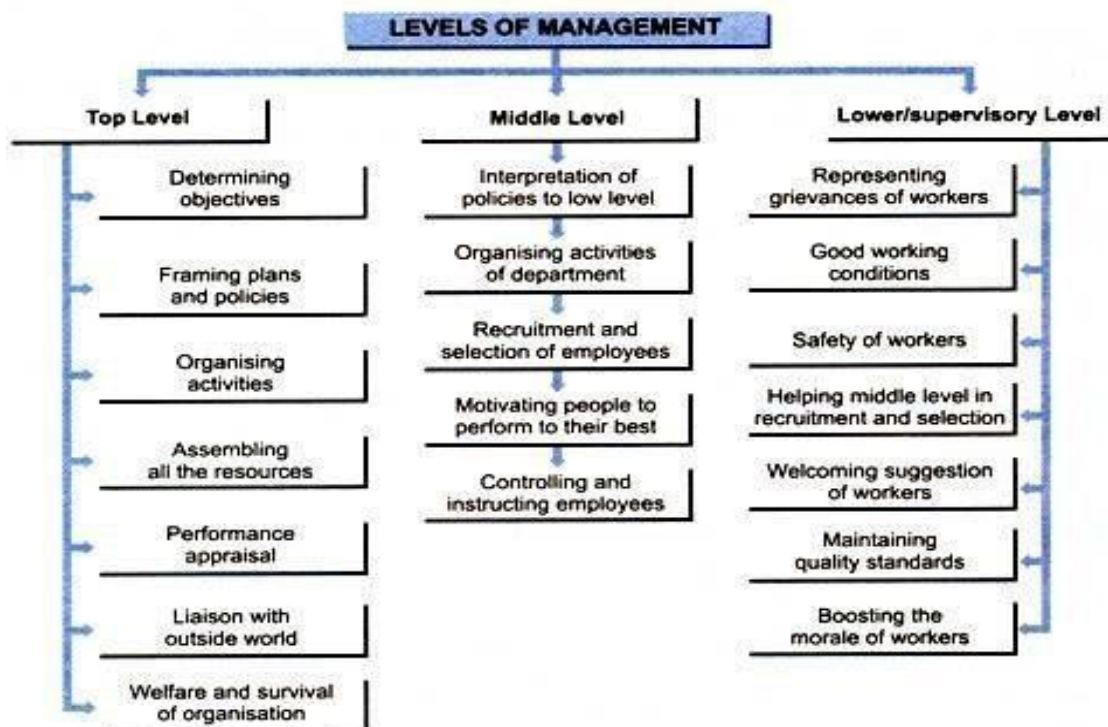 LEVELS OF MANAGEMENT
Top Level
Determining
objectives
Framing plans
and policies
Organising
activities
Assembling
all the resources
Performance
appraisal
Liaison with
outside world
Welfare and survival
of organisation
Middle Level
Interpretation of
policies to low level
Organising activities
of department
Recruitment and
selection of employees
Motivating people to
perform to their best
Controlling and
instructing employees
Lower/supervisory Level
Representing
grievances of workers
Good working
conditions
Safety of workers
Helping middle level in
recruitment and selection
Welcoming suggestion
of workers
Maintaining
quality standards
Boosting the
morale of workers